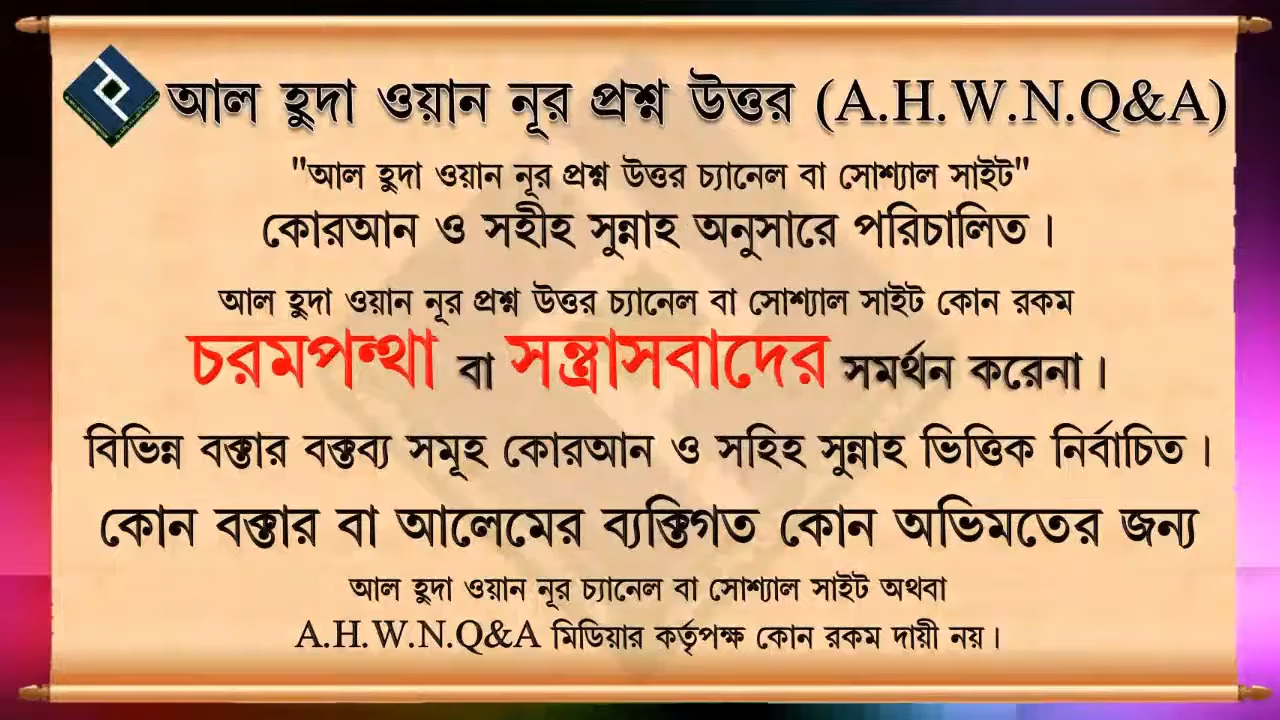 আল হুদা ওয়ান নূর প্রশ্ন উত্তর (A.H.W.N.Q&A)
"আল হুদা ওয়ান নূর প্রশ্ন উত্তর চ্যানেল বা সোশ্যাল সাইট"
কোরআন ও সহীহ সুন্নাহ অনুসারে পরিচালিত ।
আল হুদা ওয়ান নূর প্রশ্ন উত্তর চ্যানেল বা সোশ্যাল সাইট কোন রকম
চরমপন্থা বা সন্ত্রাসবাদের সমর্থন করেনা ।
বিভিন্ন বক্তার বক্তব্য সমূহ কোরআন ও সহিহ সুন্নাহ ভিত্তিক নির্বাচিত ।
কোন বক্তার বা আলেমের ব্যক্তিগত কোন অভিমতের জন্য
আল হুদা ওয়ান নূর চ্যানেল বা সোশ্যাল সাইট অথবা
A.H.W.N.Q&A মিডিয়ার কর্তৃপক্ষ কোন রকম দায়ী নয় ।